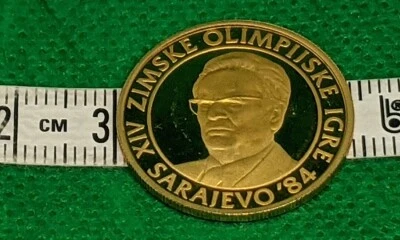 XIV ZIMSKE OLIMPIJSKE IGRE
SARAJEVO '84
2 CM 3